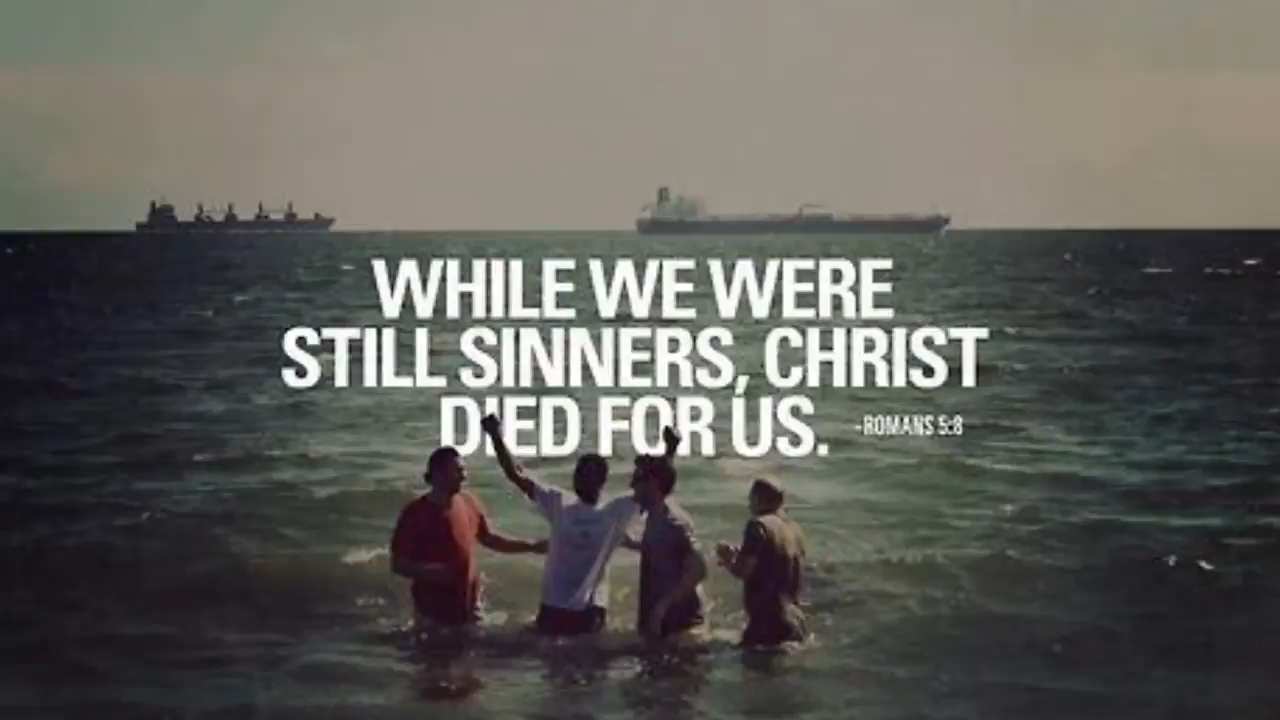 WHILE WE WERE
STILL SINNERS, CHRIST
DIED FOR US. -ROMANS 5:8